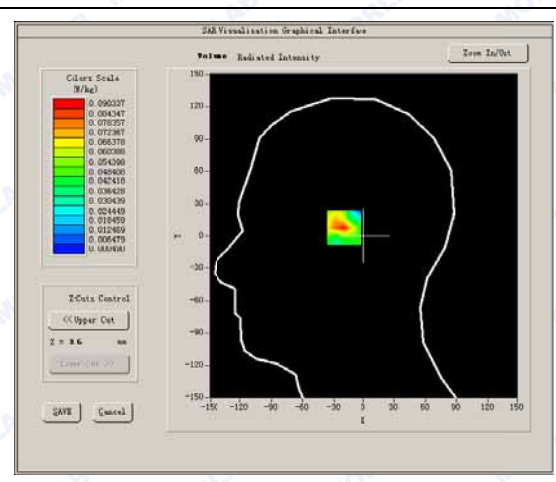 SAR Visualisation Graphical Interface
Volume Radiated Intensity
Zoom In/Out
Colors Scale
(W/kg)
0.090337
0.084347
0.078357
0.072367
0.066378
0.060388
0.054398
0.048408
0.042418
0.036428
0.030439
0.024449
0.018459
0.012469
0.006479
0.000490
Z-Cuts Control
<< Upper Cut
Z = 86 mm
Lower Cut >>
SAVE Cancel
150
120
90
60
30
0
-30
-60
-90
-120
-150
Y
-150 -120 -90 -60 -30 0 30 60 90 120 150
X